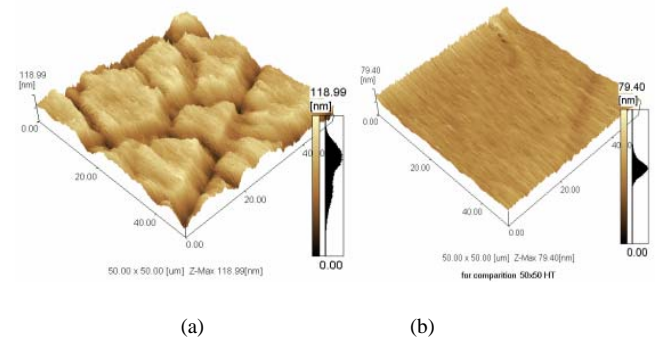 118.99
[nm]
0.00
20.00
40.00
0.00
20.00
40.
118.99
[nm]
0.00
50.00 x 50.00 [um] Z-Max 118.99[nm]
(a)
79.40
[nm]
0.00
20.00
40.00
0.00
20.00
40
79.40
[nm]
0.00
50.00 x 50.00 [um] Z-Max 79.40[nm]
for comparition 50x50 HT
(b)